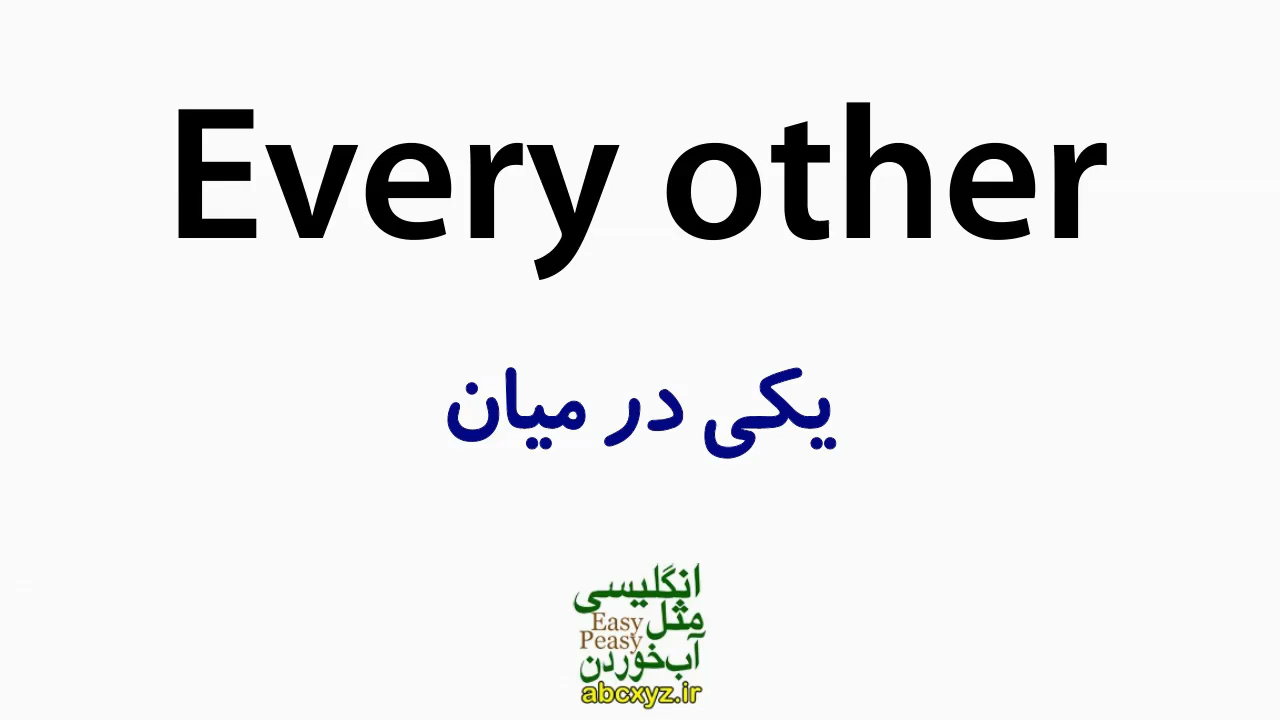 Every other
یکی در میان
انگلیسی
مثل
Easy
Peasy
آب‌خوردن
abcxyz.ir